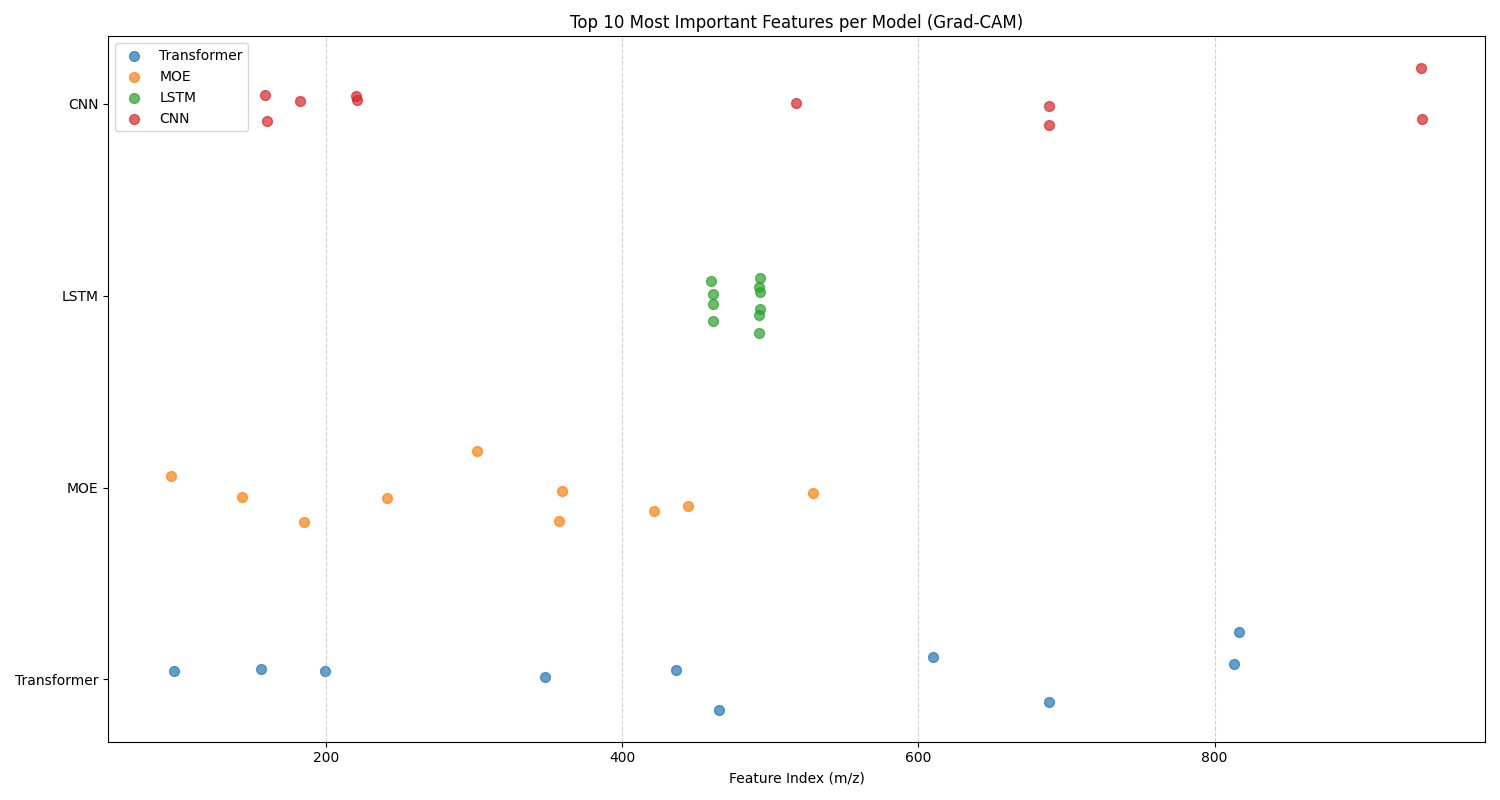 Top 10 Most Important Features per Model (Grad-CAM)
Transformer
MOE
LSTM
CNN
CNN
LSTM
MOE
Transformer
200 400 600 800
Feature Index (m/z)